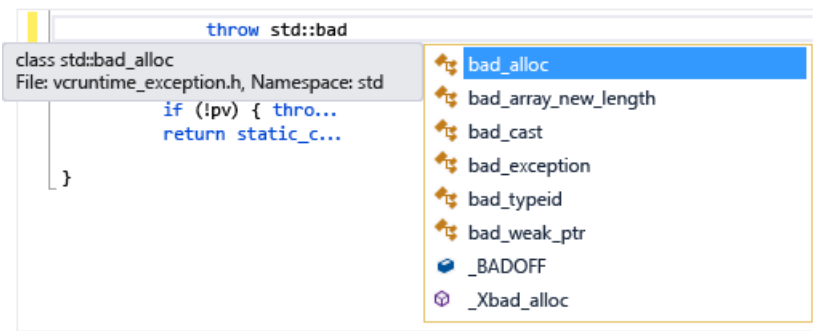 throw std::bad
class std::bad_alloc
File: vcruntime_exception.h, Namespace: std
if (!pv) { thro...
return static_c...
}
bad_alloc
bad_array_new_length
bad_cast
bad_exception
bad_typeid
bad_weak_ptr
_BADOFF
_Xbad_alloc